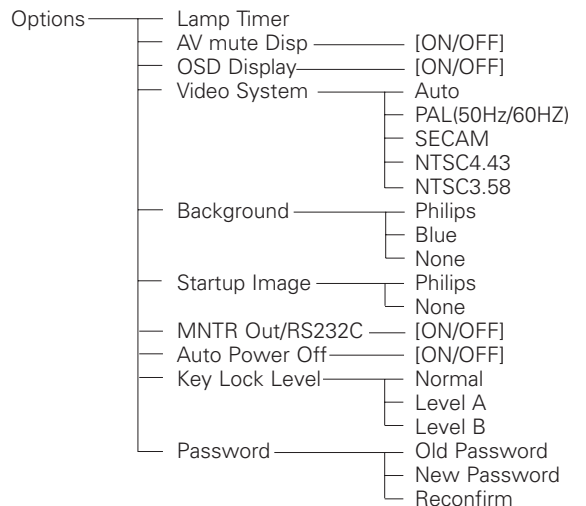 Options Lamp Timer
AV mute Disp [ON/OFF]
OSD Display [ON/OFF]
Video System Auto
PAL(50Hz/60HZ)
SECAM
NTSC4.43
NTSC3.58
Background Philips
Blue
None
Startup Image Philips
None
MNTR Out/RS232C [ON/OFF]
Auto Power Off [ON/OFF]
Key Lock Level Normal
Level A
Level B
Password Old Password
New Password
Reconfirm